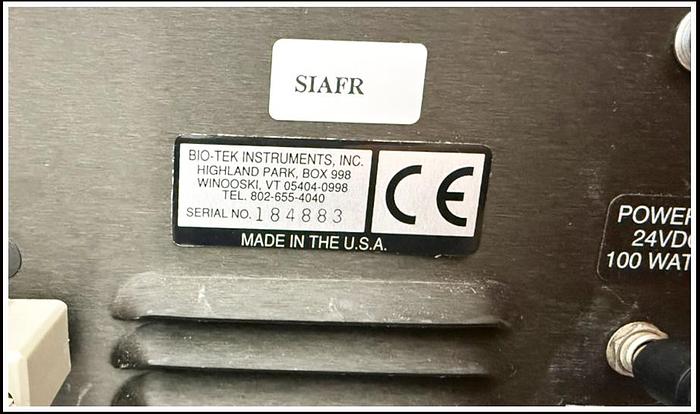 SIAFR
BIO-TEK INSTRUMENTS, INC.
HIGHLAND PARK, BOX 998
WINOOSKI, VT 05404-0998
TEL. 802-655-4040
SERIAL NO. 184883
CE
MADE IN THE U.S.A.
POWER
24VDC
100 WAT